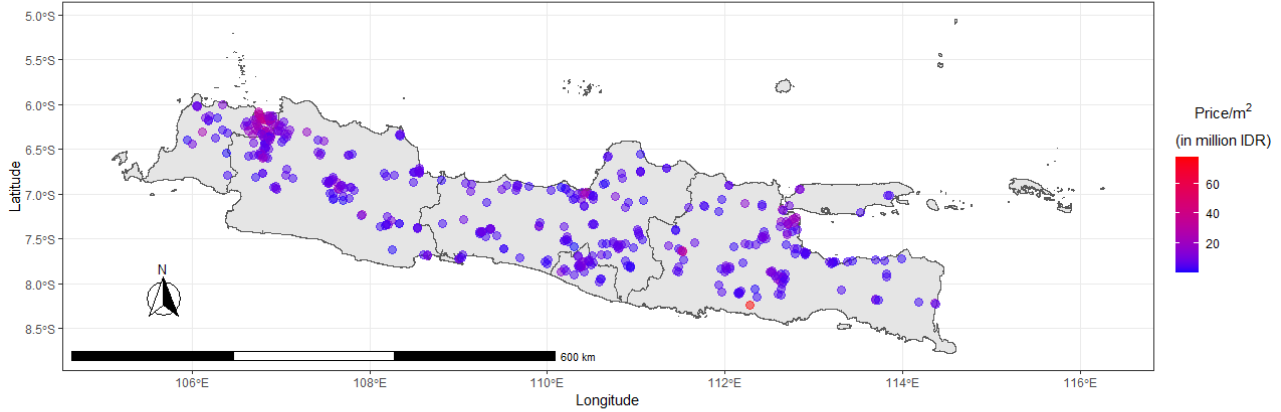 5.0°S
5.5°S
6.0°S
6.5°S
7.0°S
7.5°S
8.0°S
8.5°S
Latitude
N
600 km
106°E
108°E
110°E
112°E
114°E
116°E
Longitude
Price/m²
(in million IDR)
60
40
20